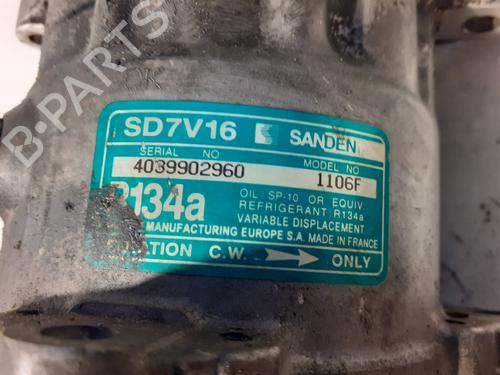 B-PARTS
SD7V16 SANDEN
SERIAL NO MODEL NO
4039902960 1106F
R134a OIL: SP-10 OR EQUIV
REFRIGERANT: R134a
VARIABLE DISPLACEMENT
MANUFACTURING EUROPE S.A. MADE IN FRANCE
C.W. ONLY